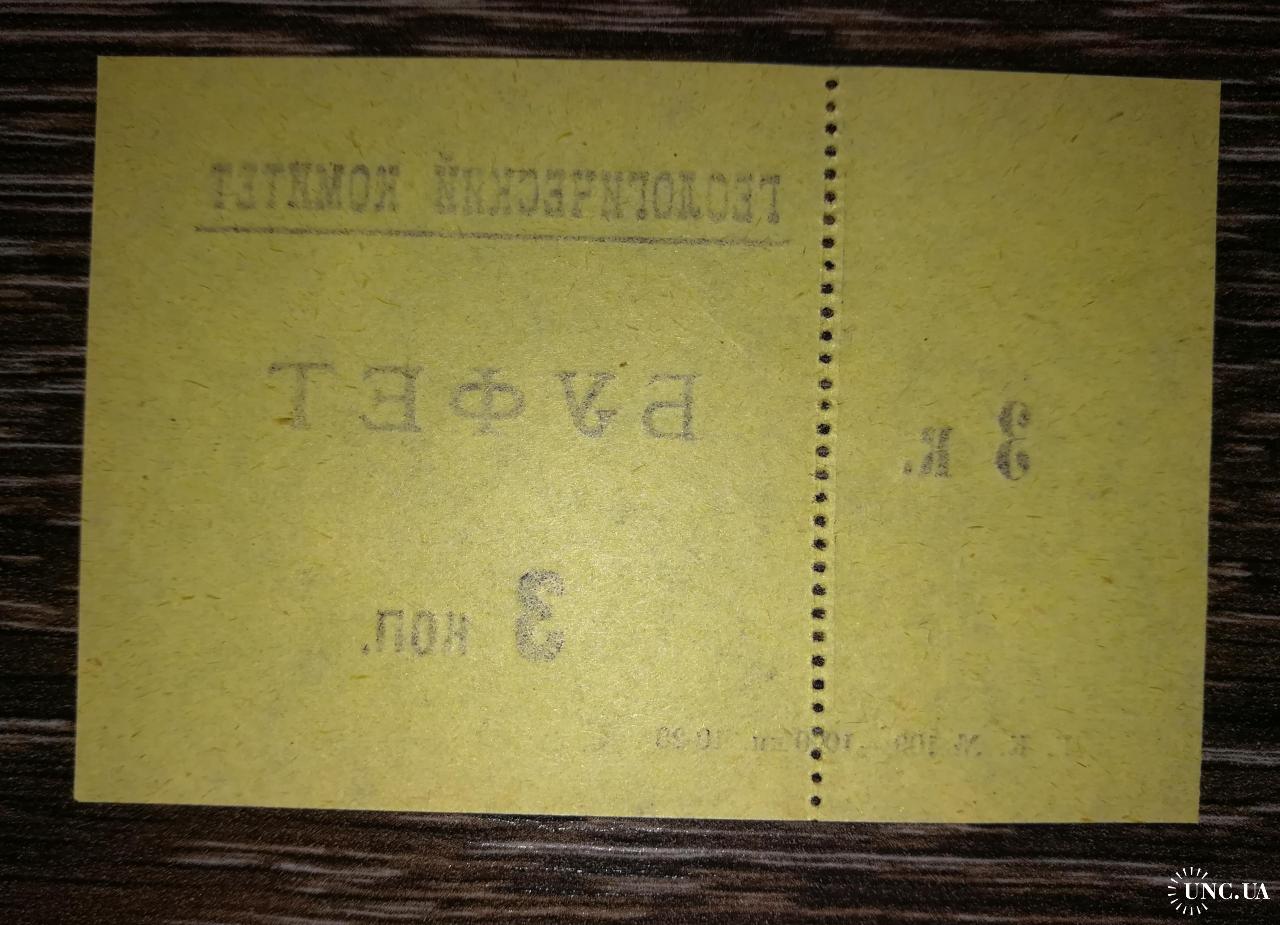 ГЕОЛОГИЧЕСКИЙ КОМИТЕТ
БУФЕТ
3 к.
3 коп.
UNC.UA